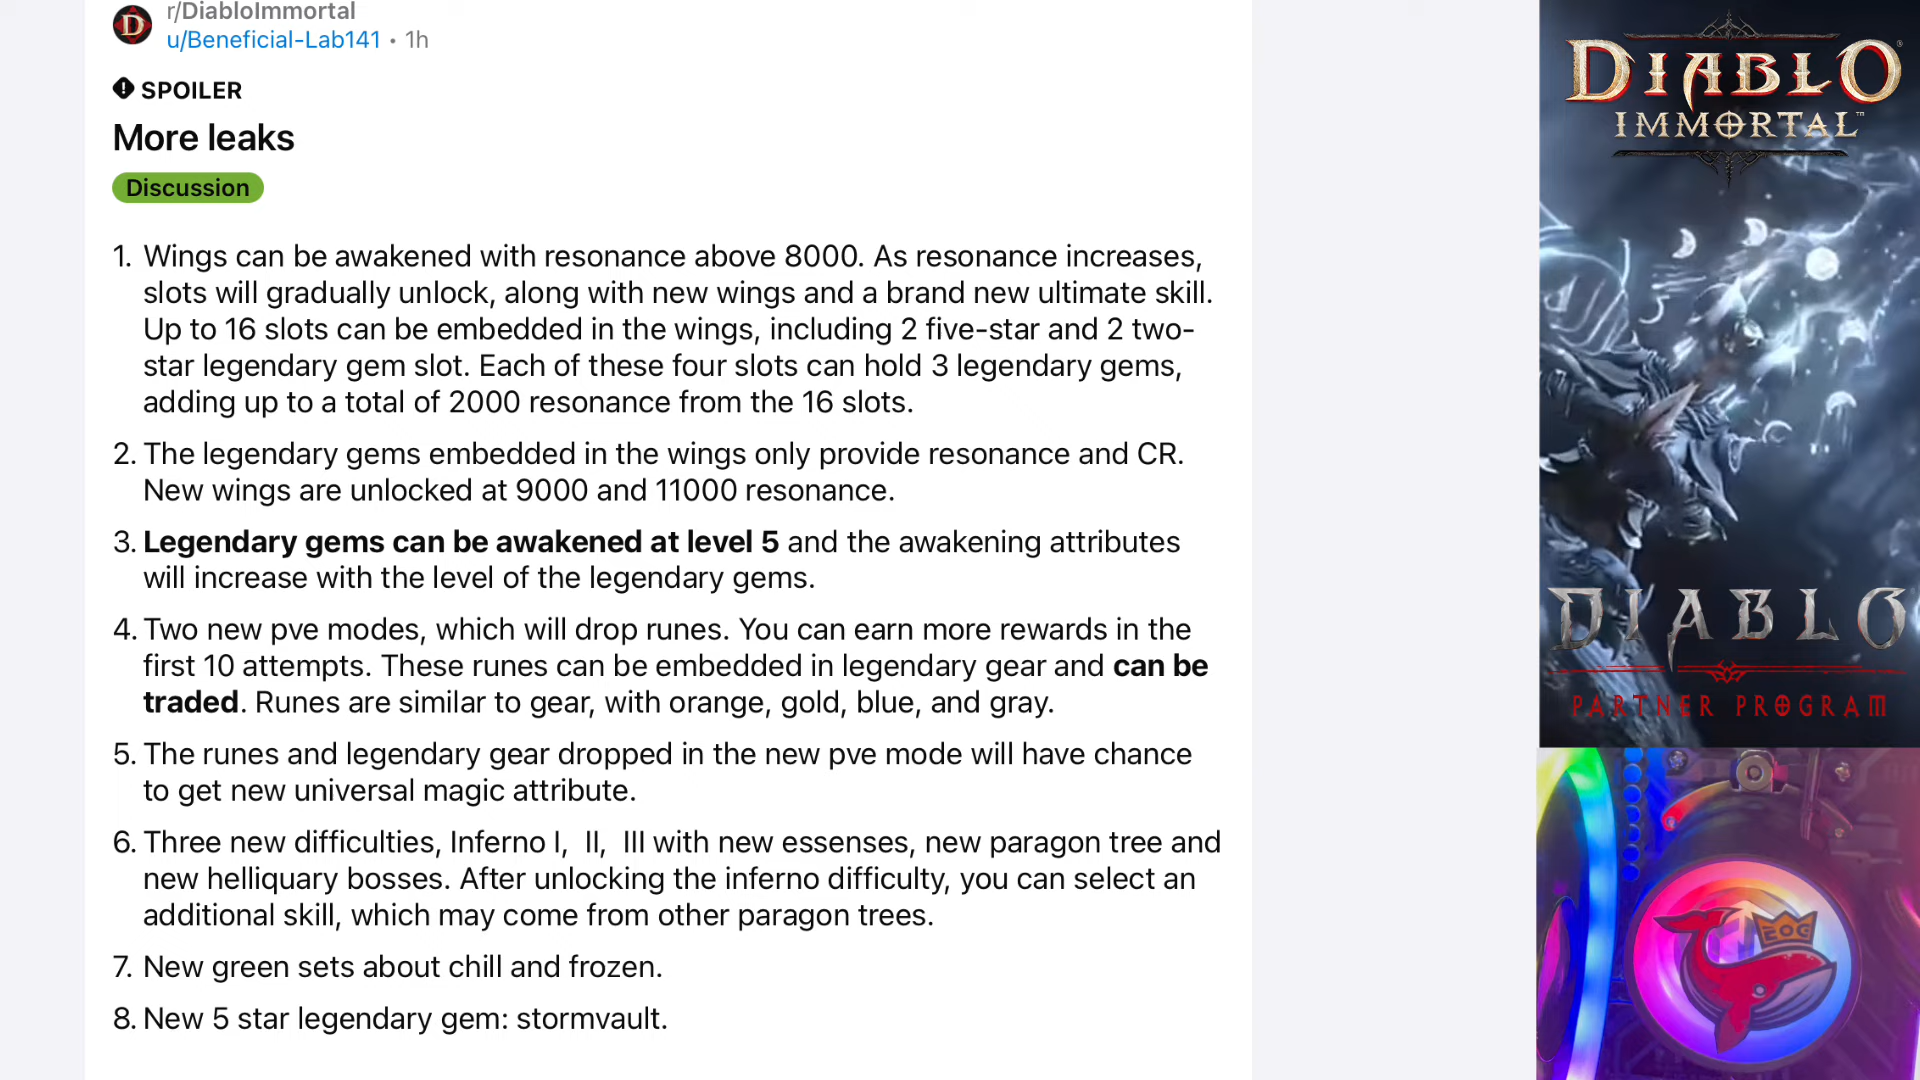 r/DiabloImmortal
u/Beneficial-Lab141 • 1h
SPOILER
More leaks
Discussion
1. Wings can be awakened with resonance above 8000. As resonance increases,
slots will gradually unlock, along with new wings and a brand new ultimate skill.
Up to 16 slots can be embedded in the wings, including 2 five-star and 2 two-
star legendary gem slot. Each of these four slots can hold 3 legendary gems,
adding up to a total of 2000 resonance from the 16 slots.
2. The legendary gems embedded in the wings only provide resonance and CR.
New wings are unlocked at 9000 and 11000 resonance.
3. Legendary gems can be awakened at level 5 and the awakening attributes
will increase with the level of the legendary gems.
4. Two new pve modes, which will drop runes. You can earn more rewards in the
first 10 attempts. These runes can be embedded in legendary gear and can be
traded. Runes are similar to gear, with orange, gold, blue, and gray.
5. The runes and legendary gear dropped in the new pve mode will have chance
to get new universal magic attribute.
6. Three new difficulties, Inferno I, II, III with new essenses, new paragon tree and
new helliquary bosses. After unlocking the inferno difficulty, you can select an
additional skill, which may come from other paragon trees.
7. New green sets about chill and frozen.
8. New 5 star legendary gem: stormvault.
DIABLO
IMMORTAL™
DIABLO
PARTNER PROGRAM
EOC